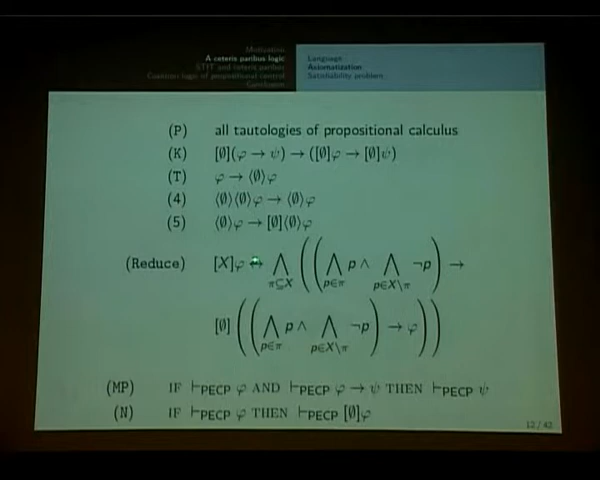 Motivation
A ceteris paribus logic
STIT and ceteris paribus
Coalition logic of propositional control
Conclusion
Language
Axiomatization
Satisfiability problem
(P) all tautologies of propositional calculus
(K) [∅](φ → ψ) → ([∅]φ → [∅]ψ)
(T) φ → ⟨∅⟩φ
(4) ⟨∅⟩⟨∅⟩φ → ⟨∅⟩φ
(5) ⟨∅⟩φ → [∅]⟨∅⟩φ
(Reduce) [X]φ ↔ ⋀π⊆X ((⋀p∈π p ∧ ⋀p∈X\π ¬p) →
[∅]((⋀p∈π p ∧ ⋀p∈X\π ¬p) → φ))
(MP) IF ⊢PECP φ AND ⊢PECP φ → ψ THEN ⊢PECP ψ
(N) IF ⊢PECP φ THEN ⊢PECP [∅]φ
12 / 42